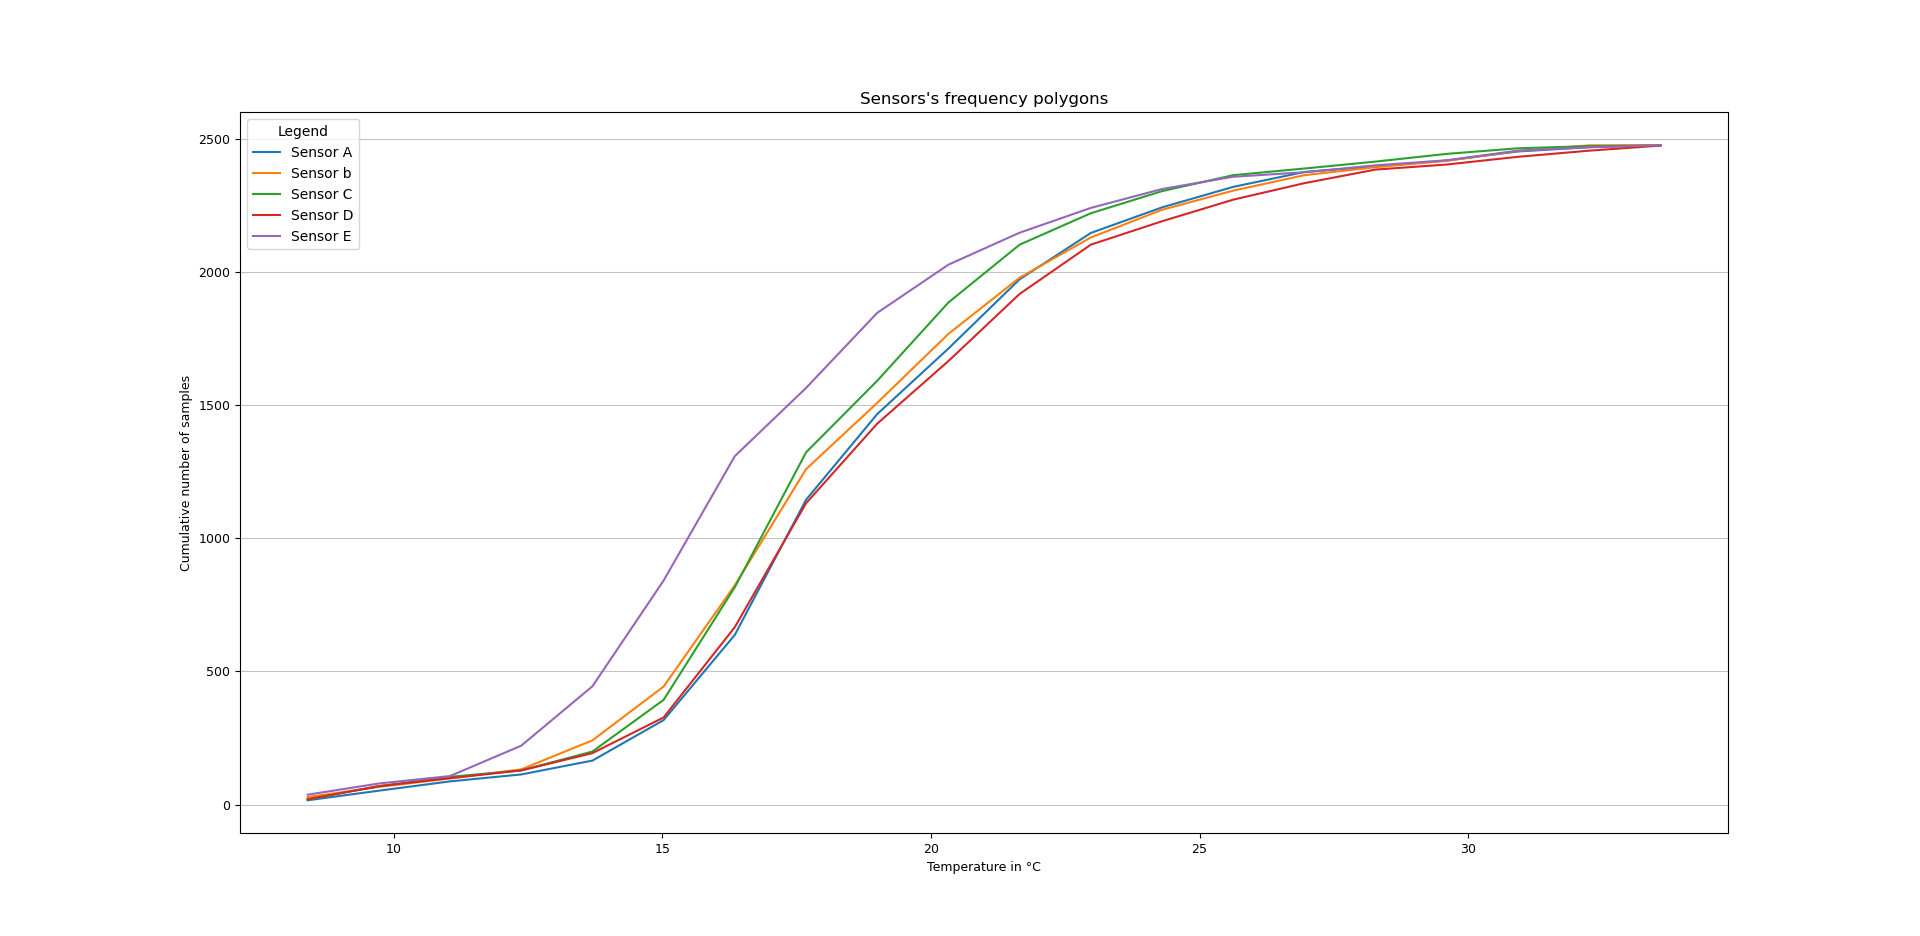 Sensors's frequency polygons
Legend
Sensor A
Sensor b
Sensor C
Sensor D
Sensor E
2500
2000
1500
1000
500
0
Cumulative number of samples
10 15 20 25 30
Temperature in °C